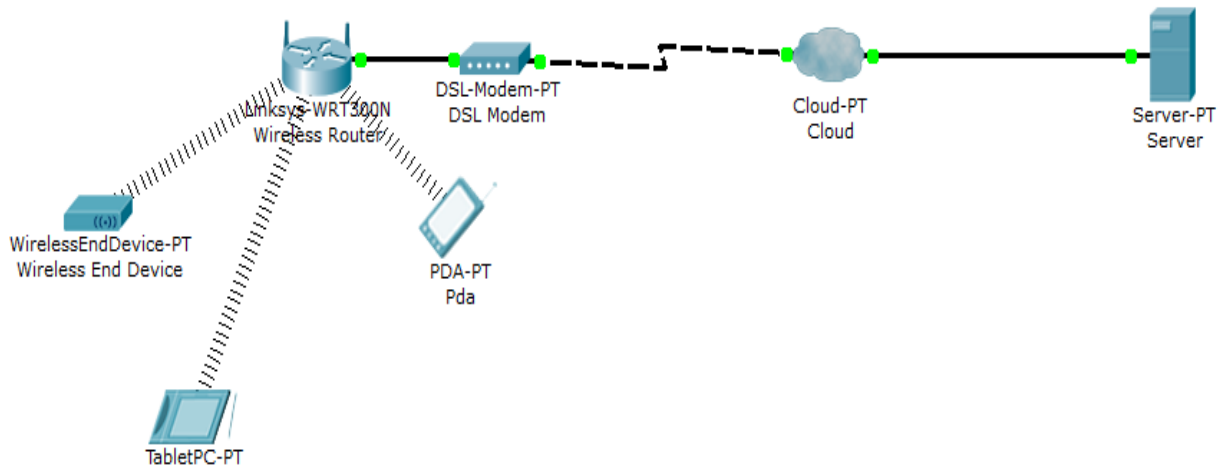 Linksys-WRT300N
Wireless Router
DSL-Modem-PT
DSL Modem
Cloud-PT
Cloud
Server-PT
Server
WirelessEndDevice-PT
Wireless End Device
PDA-PT
Pda
TabletPC-PT